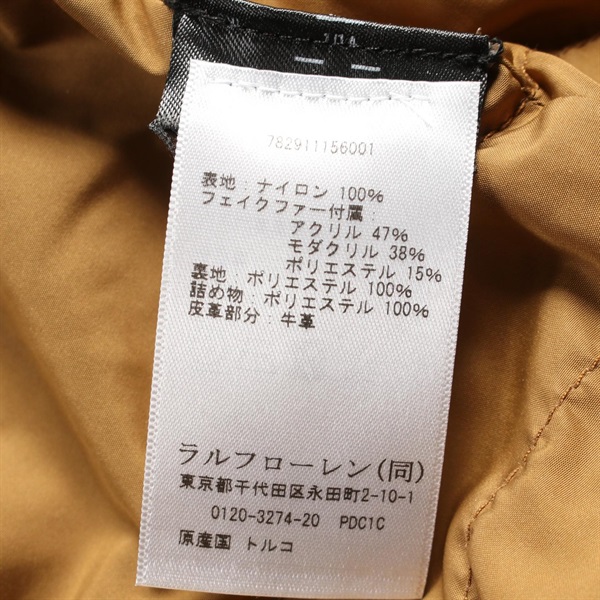 782911156001
表地:ナイロン 100%
フェイクファー付属:
アクリル 47%
モダクリル 38%
ポリエステル 15%
裏地:ポリエステル 100%
詰め物:ポリエステル 100%
皮革部分:牛革
ラルフローレン(同)
東京都千代田区永田町2-10-1
0120-3274-20 PDC1C
原産国 トルコ